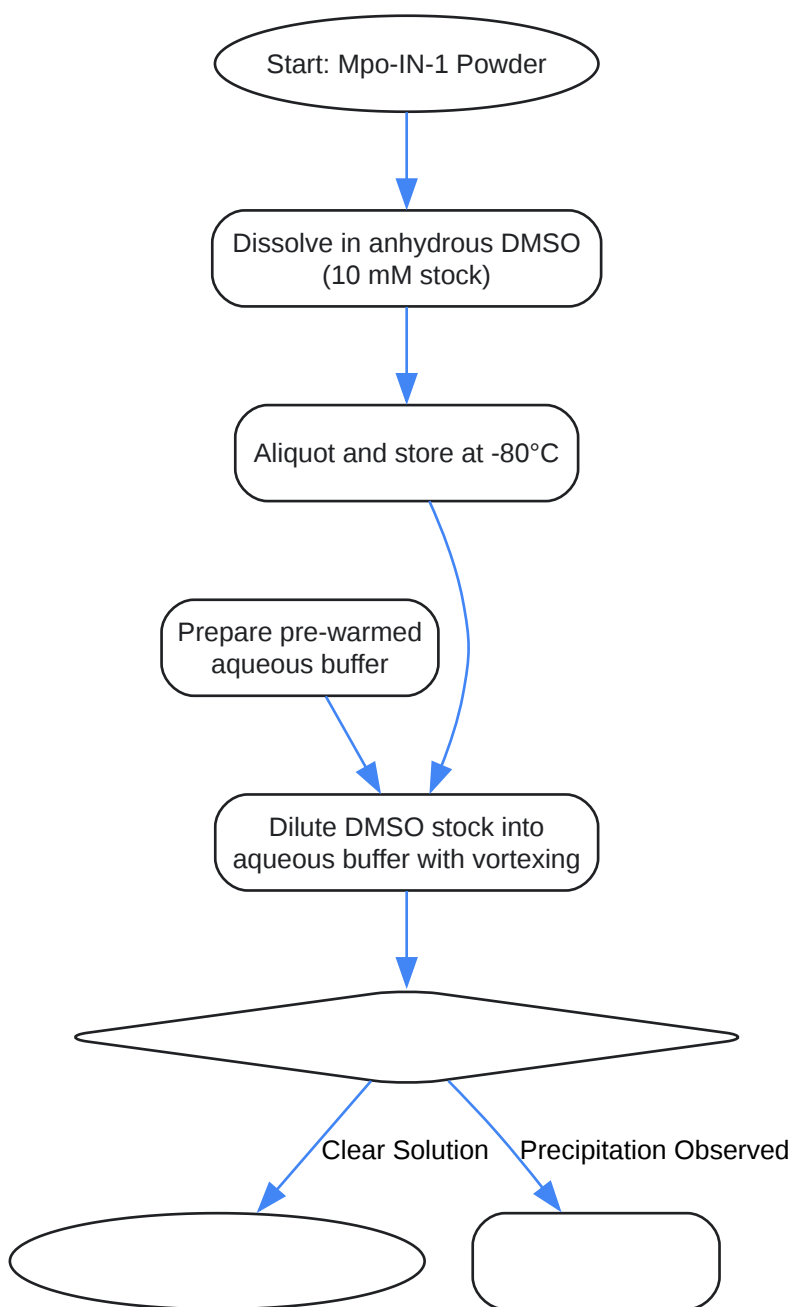 Start: Mpo-IN-1 Powder
Dissolve in anhydrous DMSO
(10 mM stock)
Aliquot and store at -80°C
Prepare pre-warmed
aqueous buffer
Dilute DMSO stock into
aqueous buffer with vortexing
Clear Solution
Precipitation Observed